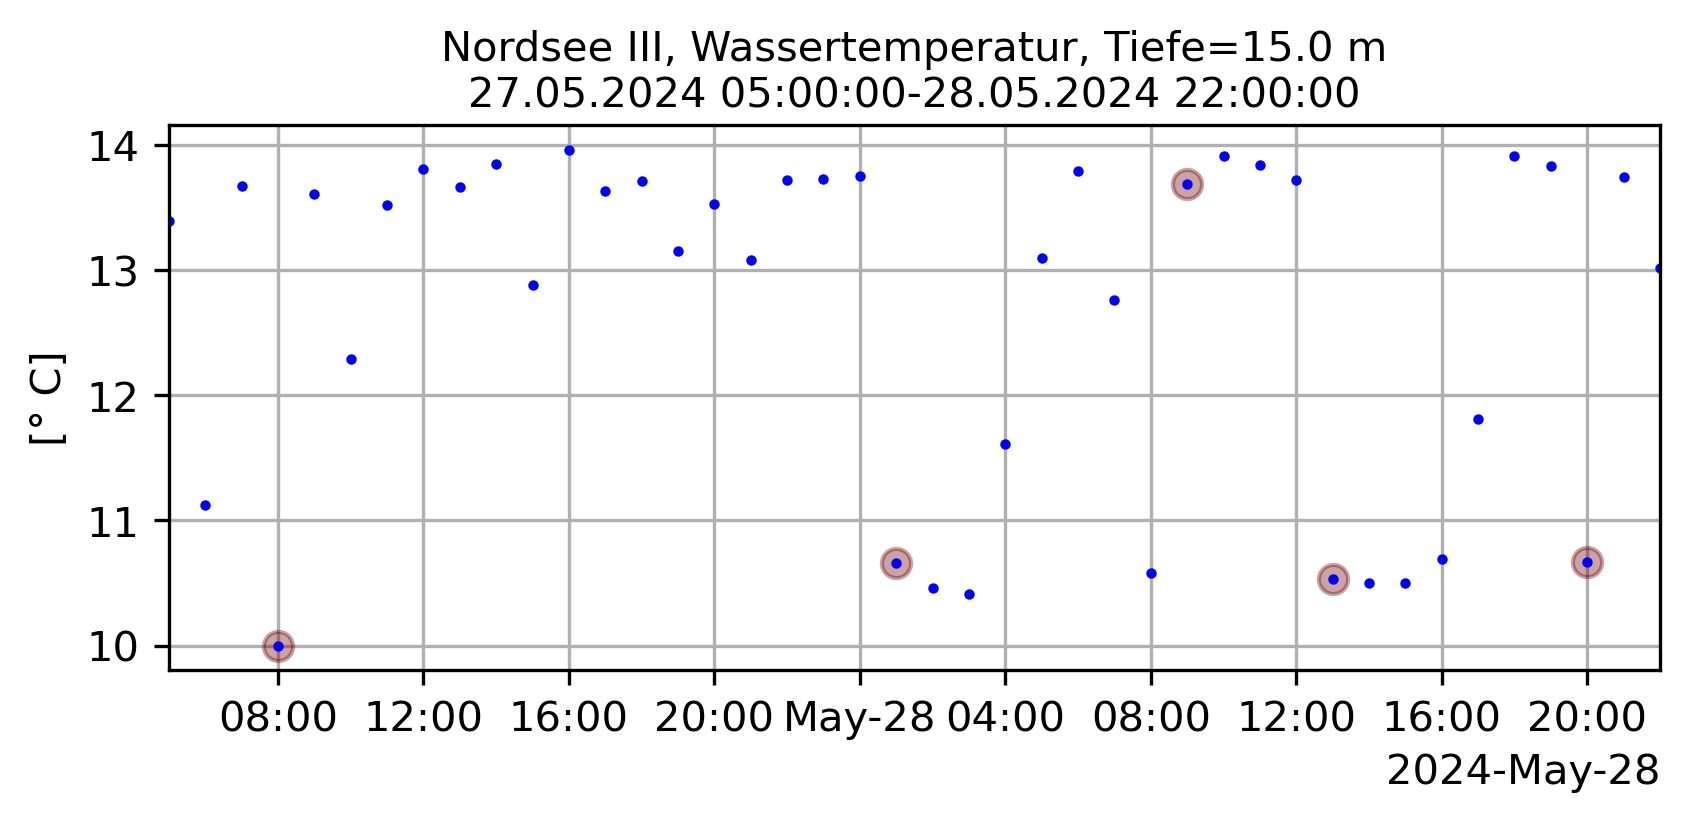 Nordsee III, Wassertemperatur, Tiefe=15.0 m
27.05.2024 05:00:00-28.05.2024 22:00:00
14
13
12
11
10
[° C]
08:00 12:00 16:00 20:00 May-28 04:00 08:00 12:00 16:00 20:00
2024-May-28